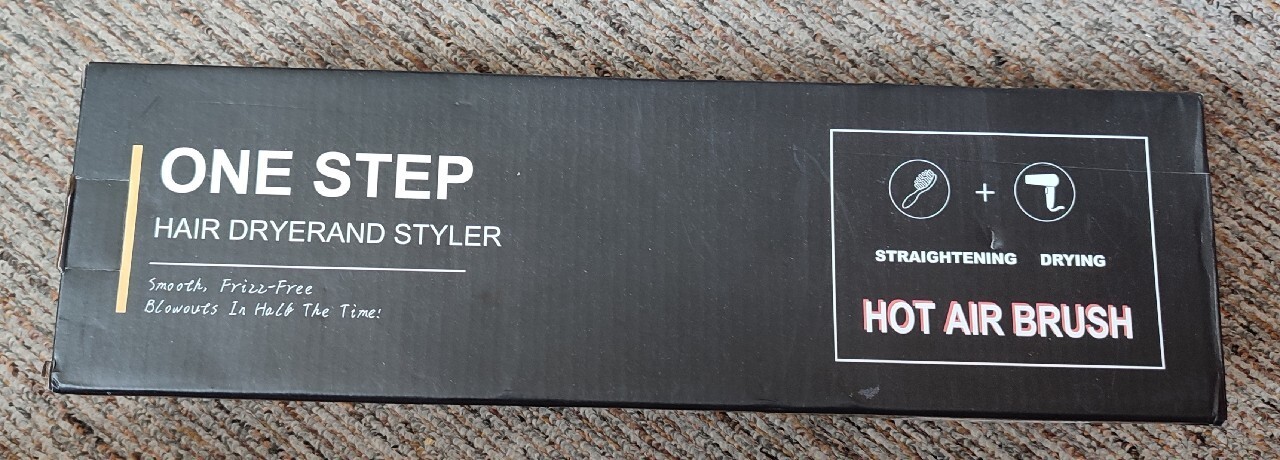 ONE STEP
HAIR DRYERAND STYLER
Smooth, Frizz-Free
Blowouts In Half The Time!
+
STRAIGHTENING DRYING
HOT AIR BRUSH